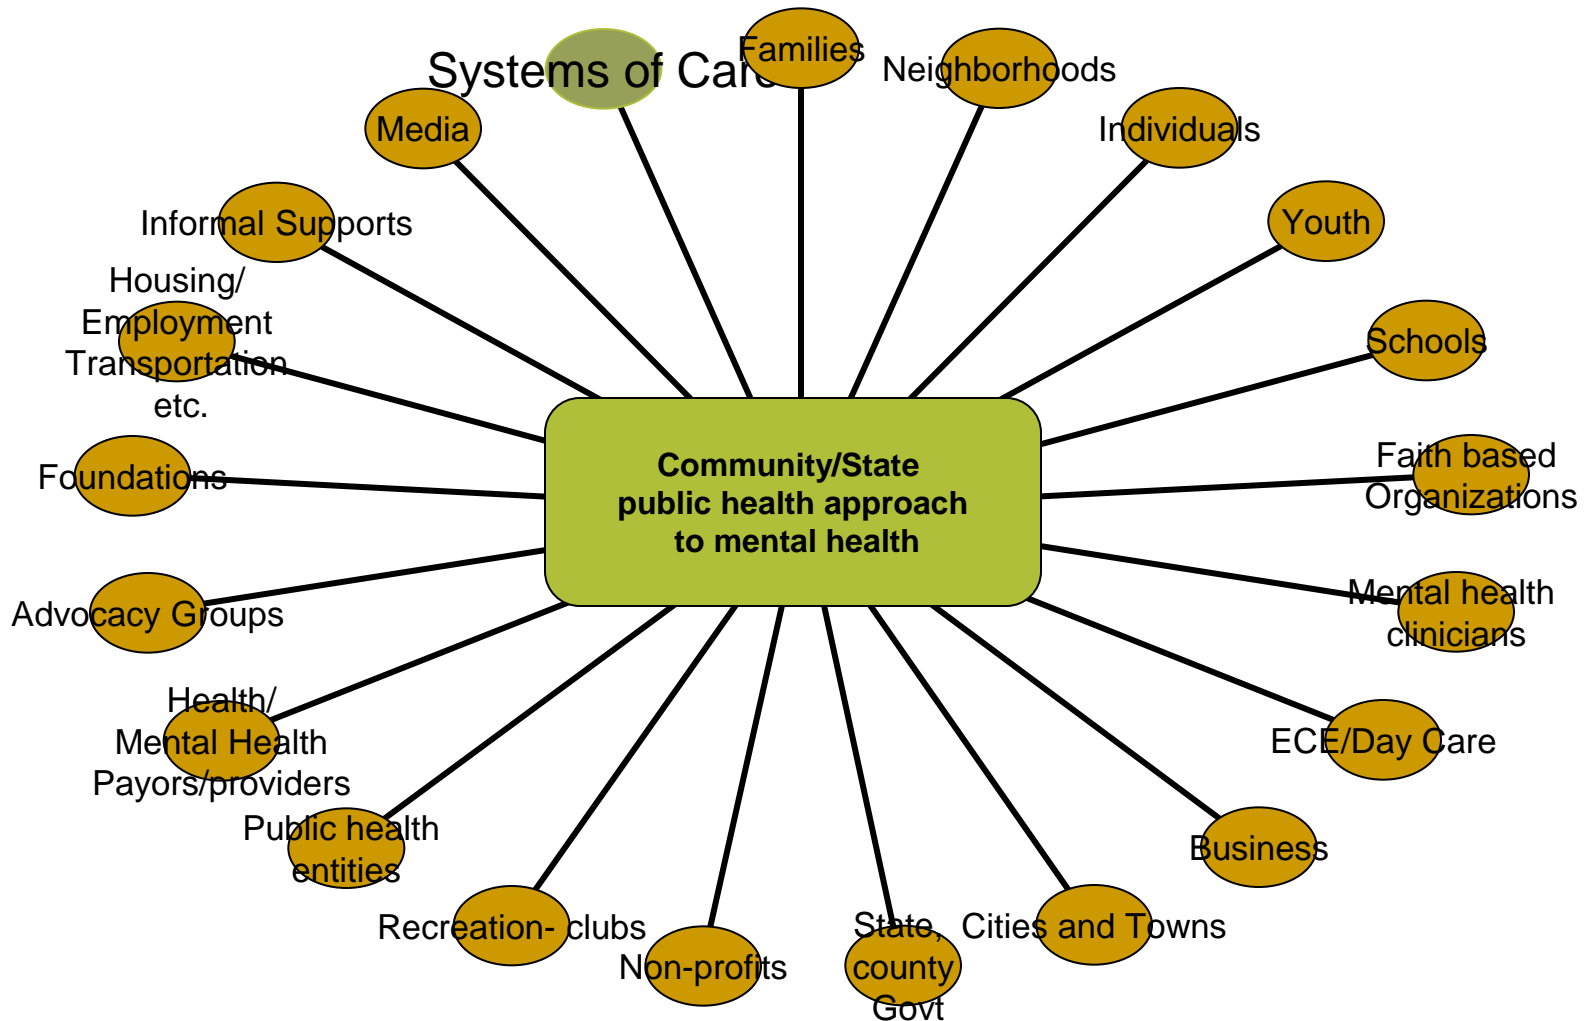 Systems of Care
Families
Neighborhoods
Individuals
Youth
Schools
Faith based
Organizations
Mental health
clinicians
ECE/Day Care
Business
Cities and Towns
State,
county
Govt
Non-profits
Recreation- clubs
Public health
entities
Health/
Mental Health
Payors/providers
Advocacy Groups
Foundations
Housing/
Employment
Transportation
etc.
Informal Supports
Media
Community/State
public health approach
to mental health